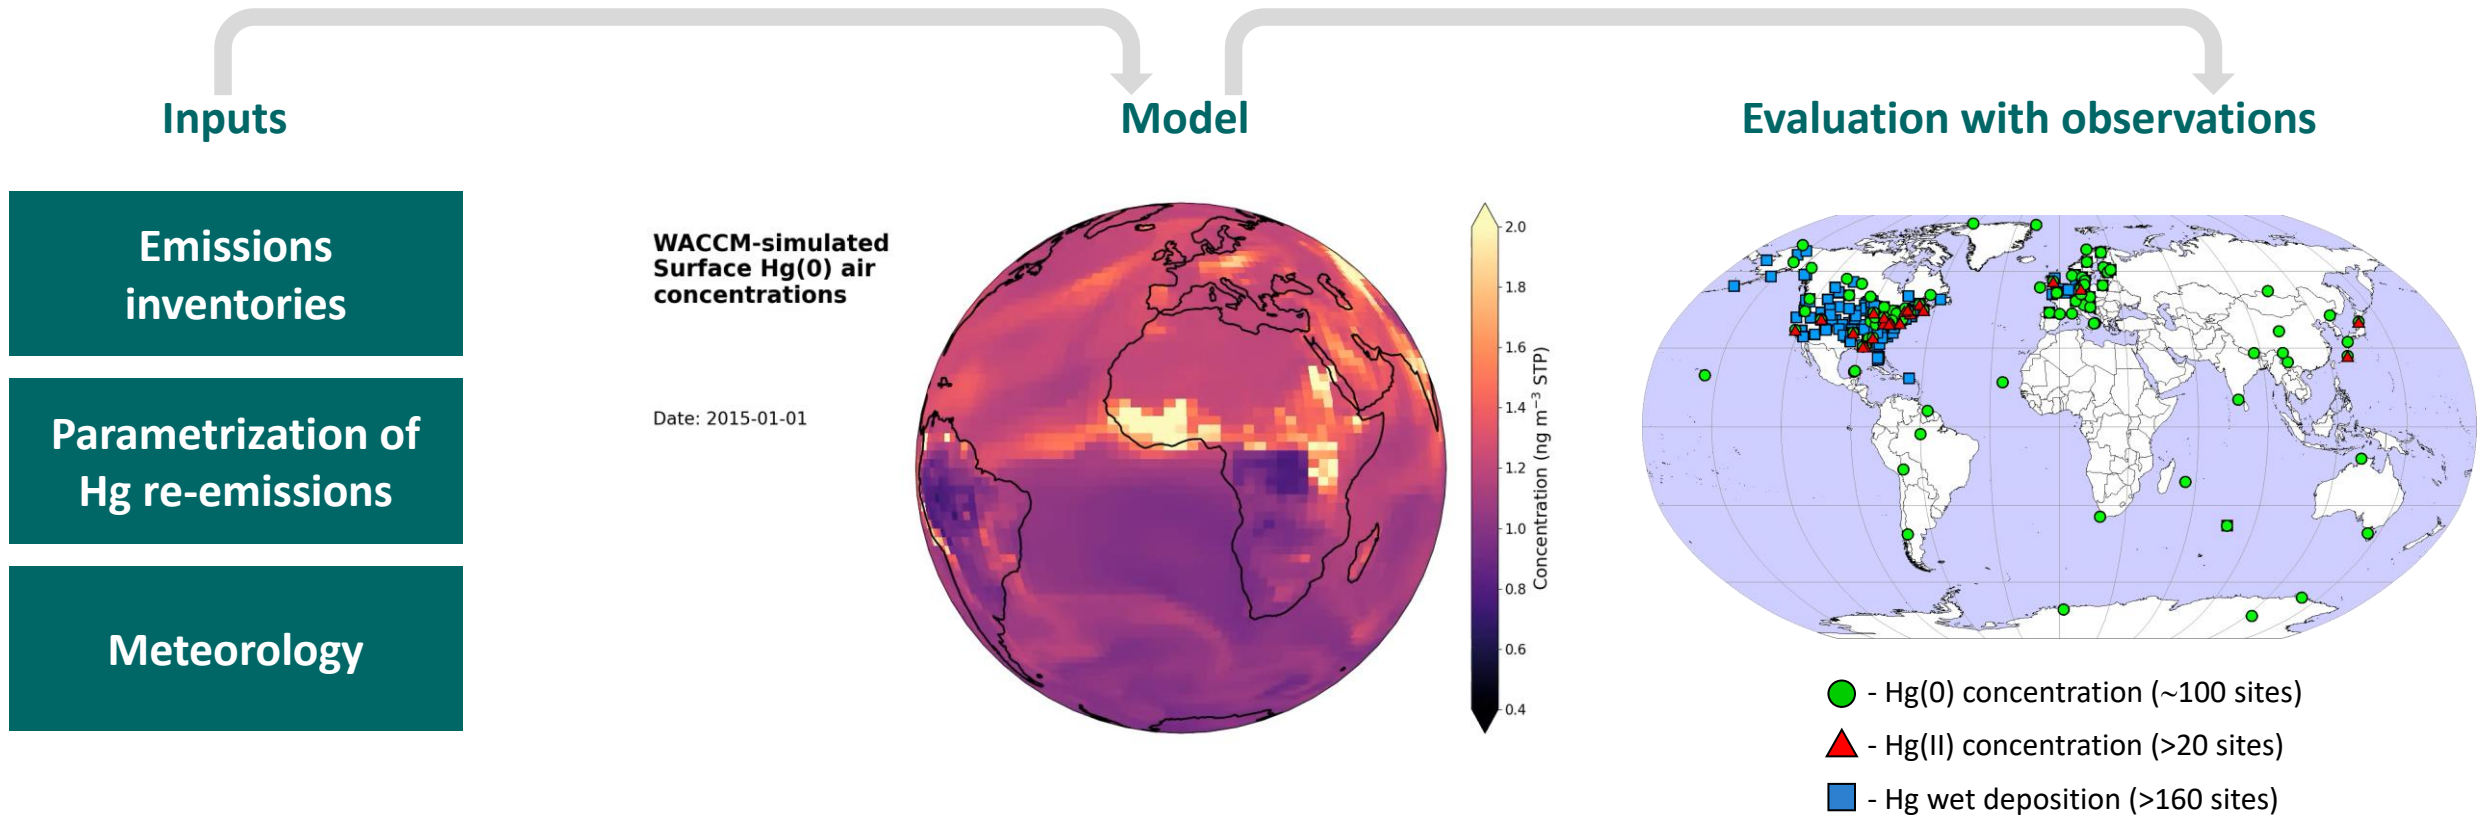 Inputs
Model
Evaluation with observations
Emissions
inventories
Parametrization of
Hg re-emissions
Meteorology
WACCM-simulated
Surface Hg(0) air
concentrations
Date: 2015-01-01
2.0
1.8
1.6
1.4
1.2
1.0
0.8
0.6
0.4
Concentration (ng m⁻³ STP)
- Hg(0) concentration (~100 sites)
- Hg(II) concentration (>20 sites)
- Hg wet deposition (>160 sites)